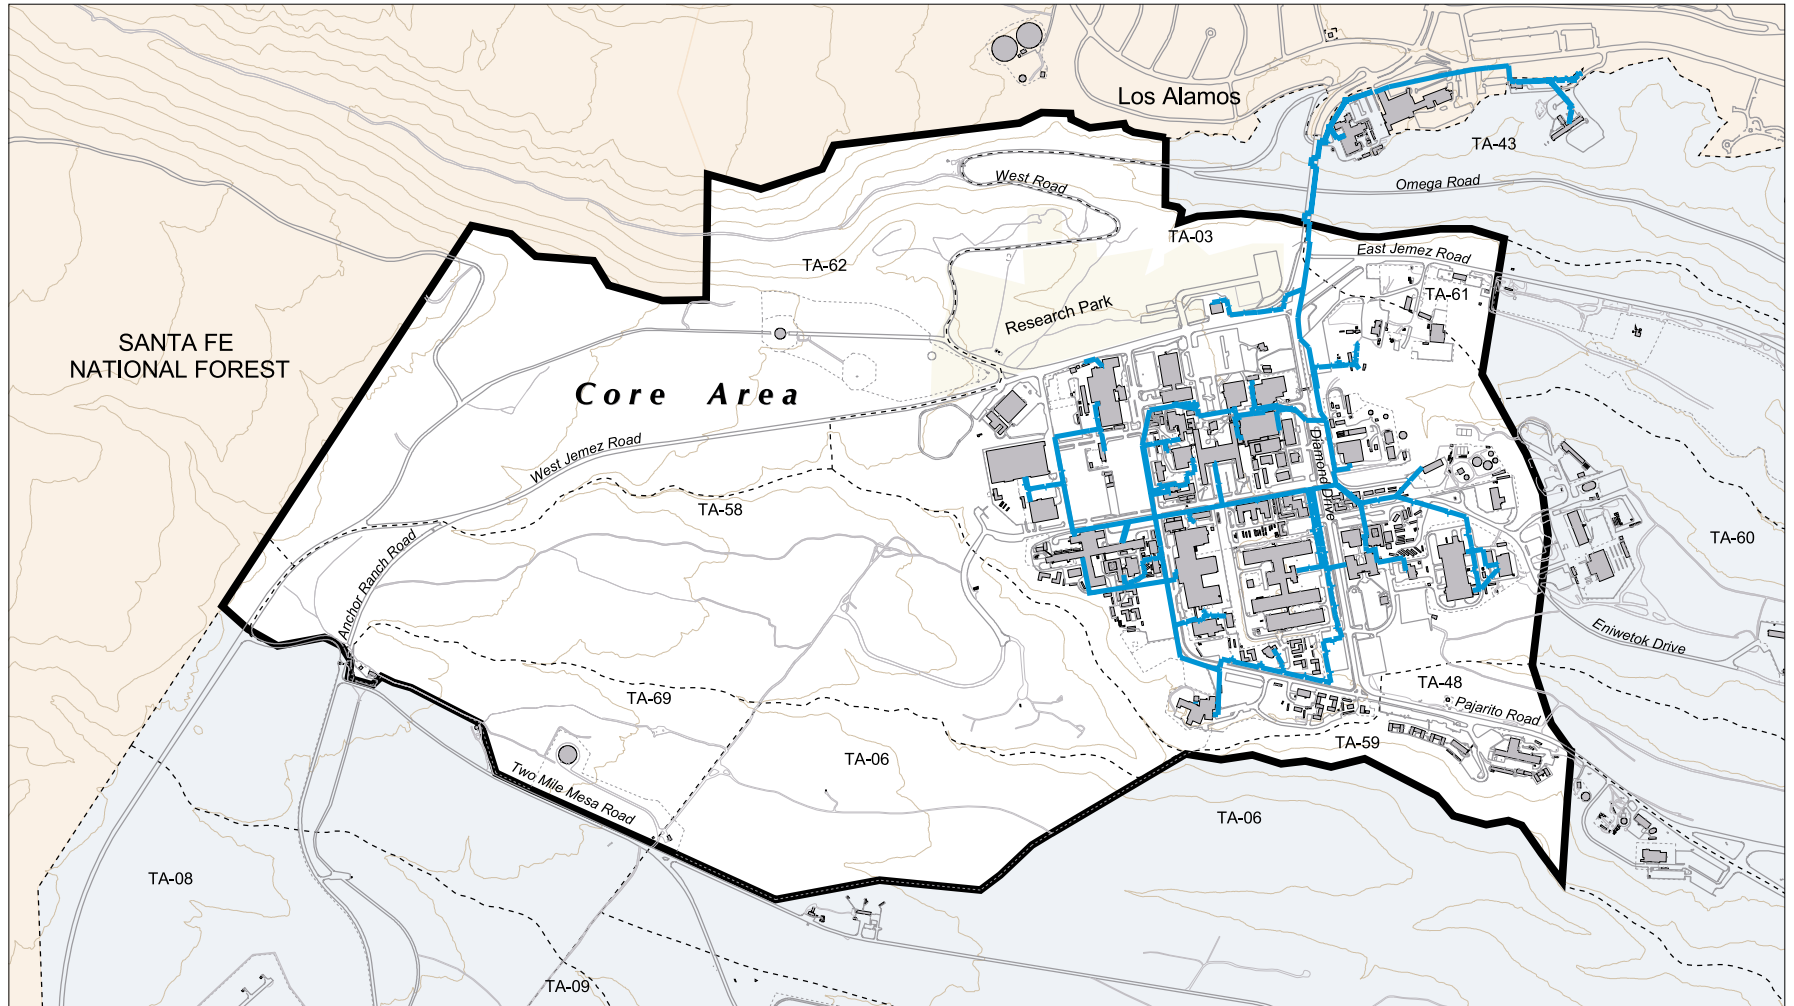 Los Alamos
TA-43
Omega Road
West Road
TA-03
East Jemez Road
TA-62
TA-61
Research Park
SANTA FE
NATIONAL FOREST
Core Area
West Jemez Road
Diamond Drive
TA-58
Anchor Ranch Road
TA-60
Eniwetok Drive
TA-48
TA-69
Pajarito Road
TA-59
TA-06
Two Mile Mesa Road
TA-06
TA-08
TA-09